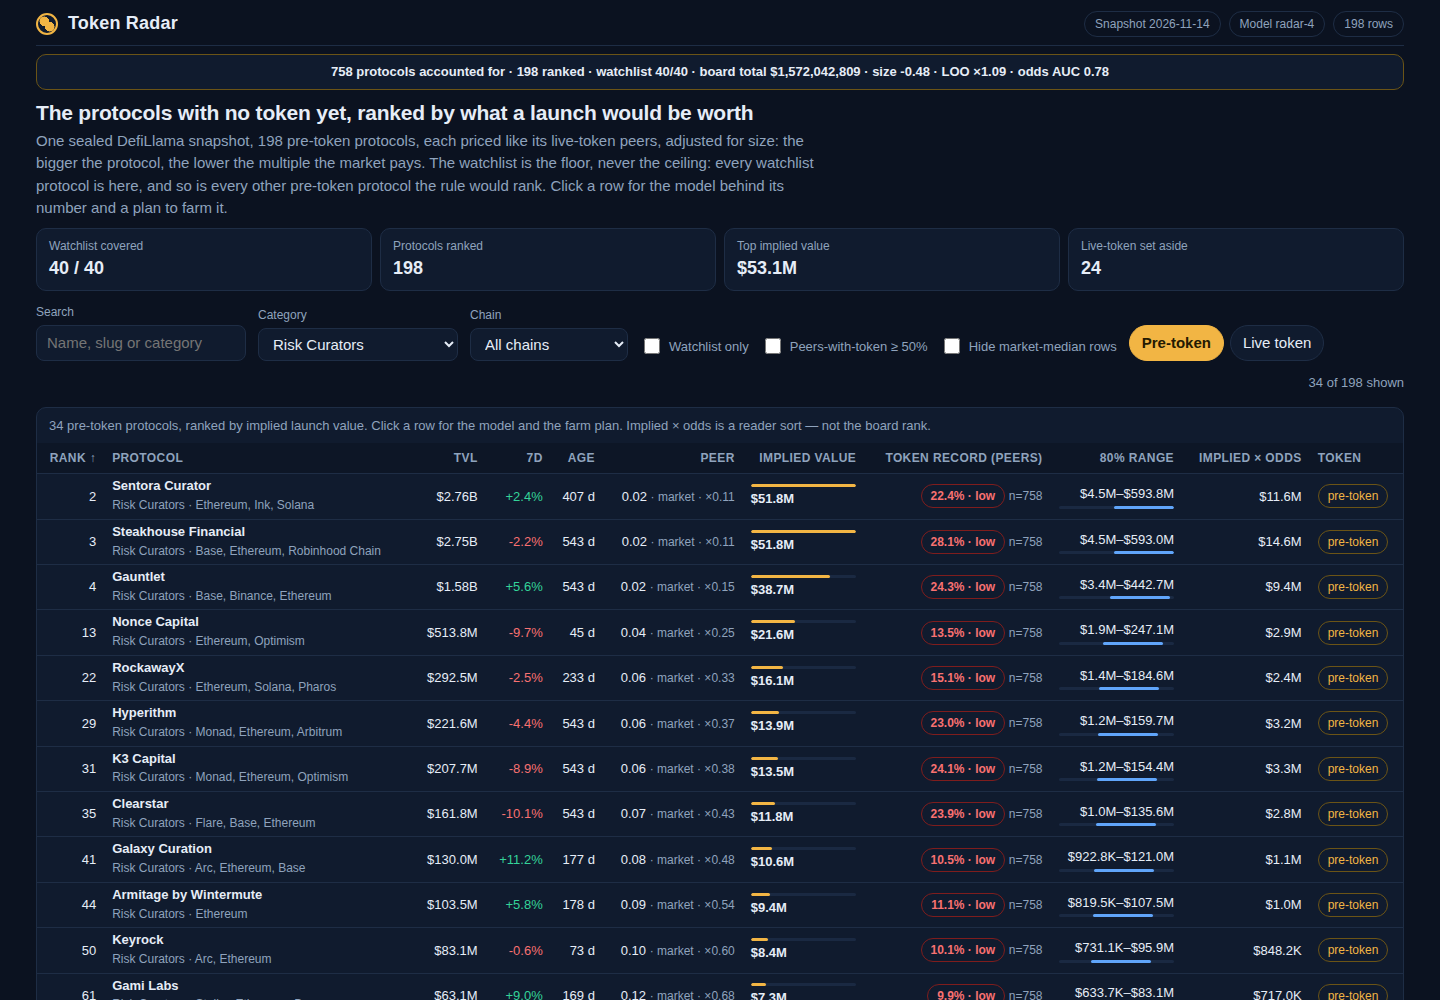 Token Radar
Snapshot 2026-11-14
Model radar-4
198 rows
758 protocols accounted for · 198 ranked · watchlist 40/40 · board total $1,572,042,809 · size -0.48 · LOO ×1.09 · odds AUC 0.78
The protocols with no token yet, ranked by what a launch would be worth
One sealed DefiLlama snapshot, 198 pre-token protocols, each priced like its live-token peers, adjusted for size: the
bigger the protocol, the lower the multiple the market pays. The watchlist is the floor, never the ceiling: every watchlist
protocol is here, and so is every other pre-token protocol the rule would rank. Click a row for the model behind its
number and a plan to farm it.
Watchlist covered
40 / 40
Protocols ranked
198
Top implied value
$53.1M
Live-token set aside
24
Search
Name, slug or category
Category
Risk Curators
Chain
All chains
Watchlist only
Peers-with-token ≥ 50%
Hide market-median rows
Pre-token
Live token
34 of 198 shown
34 pre-token protocols, ranked by implied launch value. Click a row for the model and the farm plan. Implied × odds is a reader sort — not the board rank.
RANK ↑ PROTOCOL TVL 7D AGE PEER IMPLIED VALUE TOKEN RECORD (PEERS) 80% RANGE IMPLIED × ODDS TOKEN
2 Sentora Curator $2.76B +2.4% 407 d 0.02 · market · ×0.11 $51.8M 22.4% · low n=758 $4.5M–$593.8M $11.6M pre-token
Risk Curators · Ethereum, Ink, Solana
3 Steakhouse Financial $2.75B -2.2% 543 d 0.02 · market · ×0.11 $51.8M 28.1% · low n=758 $4.5M–$593.0M $14.6M pre-token
Risk Curators · Base, Ethereum, Robinhood Chain
4 Gauntlet $1.58B +5.6% 543 d 0.02 · market · ×0.15 $38.7M 24.3% · low n=758 $3.4M–$442.7M $9.4M pre-token
Risk Curators · Base, Binance, Ethereum
13 Nonce Capital $513.8M -9.7% 45 d 0.04 · market · ×0.25 $21.6M 13.5% · low n=758 $1.9M–$247.1M $2.9M pre-token
Risk Curators · Ethereum, Optimism
22 RockawayX $292.5M -2.5% 233 d 0.06 · market · ×0.33 $16.1M 15.1% · low n=758 $1.4M–$184.6M $2.4M pre-token
Risk Curators · Ethereum, Solana, Pharos
29 Hyperithm $221.6M -4.4% 543 d 0.06 · market · ×0.37 $13.9M 23.0% · low n=758 $1.2M–$159.7M $3.2M pre-token
Risk Curators · Monad, Ethereum, Arbitrum
31 K3 Capital $207.7M -8.9% 543 d 0.06 · market · ×0.38 $13.5M 24.1% · low n=758 $1.2M–$154.4M $3.3M pre-token
Risk Curators · Monad, Ethereum, Optimism
35 Clearstar $161.8M -10.1% 543 d 0.07 · market · ×0.43 $11.8M 23.9% · low n=758 $1.0M–$135.6M $2.8M pre-token
Risk Curators · Flare, Base, Ethereum
41 Galaxy Curation $130.0M +11.2% 177 d 0.08 · market · ×0.48 $10.6M 10.5% · low n=758 $922.8K–$121.0M $1.1M pre-token
Risk Curators · Arc, Ethereum, Base
44 Armitage by Wintermute $103.5M +5.8% 178 d 0.09 · market · ×0.54 $9.4M 11.1% · low n=758 $819.5K–$107.5M $1.0M pre-token
Risk Curators · Ethereum
50 Keyrock $83.1M -0.6% 73 d 0.10 · market · ×0.60 $8.4M 10.1% · low n=758 $731.1K–$95.9M $848.2K pre-token
Risk Curators · Arc, Ethereum
61 Gami Labs $63.1M +9.0% 169 d 0.12 · market · ×0.68 $7.3M 9.9% · low n=758 $633.7K–$83.1M $717.0K pre-token